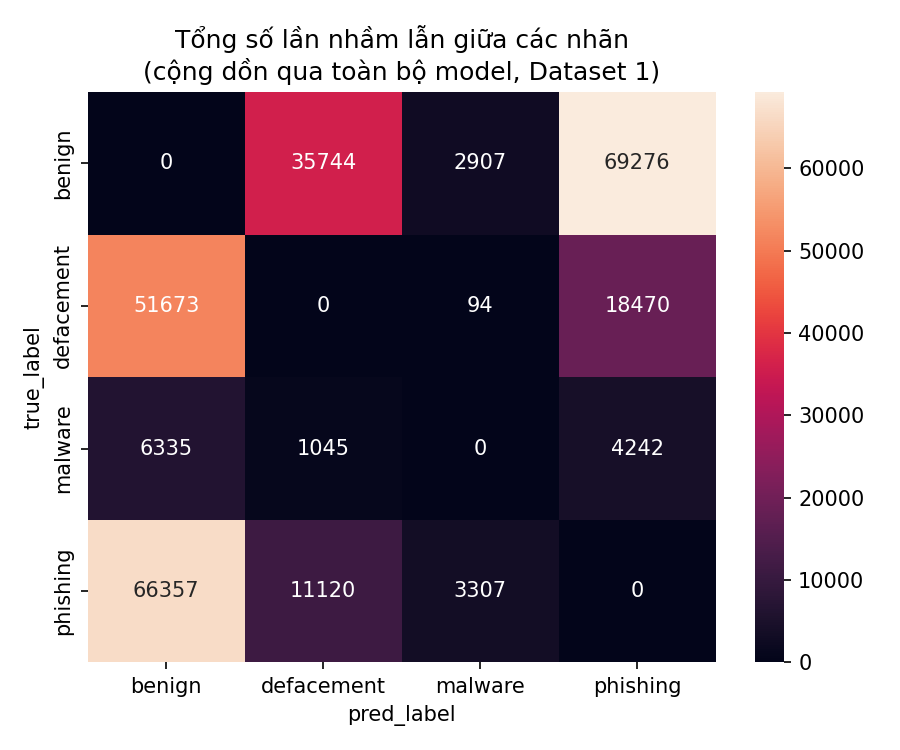 Tổng số lần nhầm lẫn giữa các nhãn
(cộng dồn qua toàn bộ model, Dataset 1)
true_label
benign
0
35744
2907
69276
defacement
51673
0
94
18470
malware
6335
1045
0
4242
phishing
66357
11120
3307
0
benign
defacement
malware
phishing
pred_label
60000
50000
40000
30000
20000
10000
0